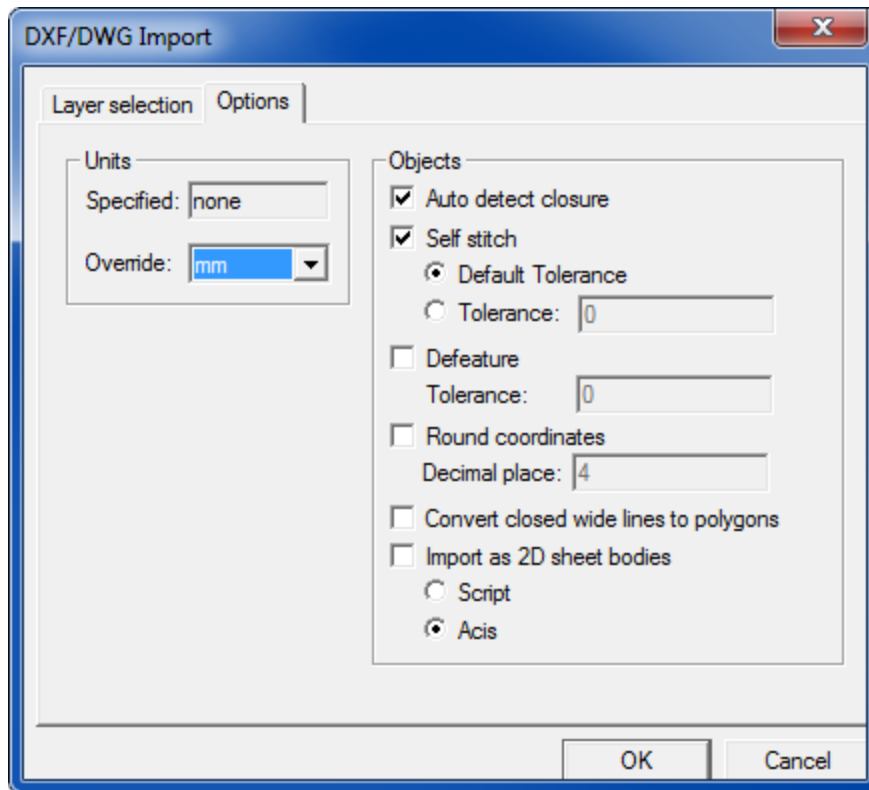 DXF/DWG Import
Layer selection
Options
Units
Specified: none
Override: mm
Objects
Auto detect closure
Self stitch
Default Tolerance
Tolerance: 0
Defeature
Tolerance: 0
Round coordinates
Decimal place: 4
Convert closed wide lines to polygons
Import as 2D sheet bodies
Script
Acis
OK
Cancel